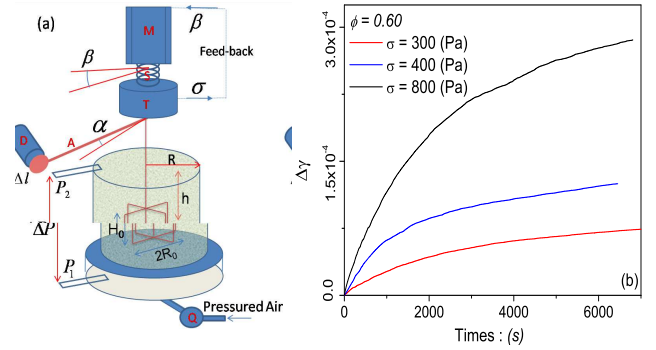 (a)
M
β
Feed-back
β
S
σ
T
D
A
α
Δl
R
P₂
h
H₀
ΔP
2R₀
P₁
Pressured Air
Q
ϕ = 0.60
σ = 300 (Pa)
σ = 400 (Pa)
σ = 800 (Pa)
3.0x10⁻⁴
1.5x10⁻⁴
0.0
Δγ
0 2000 4000 6000
Times : (s)
(b)